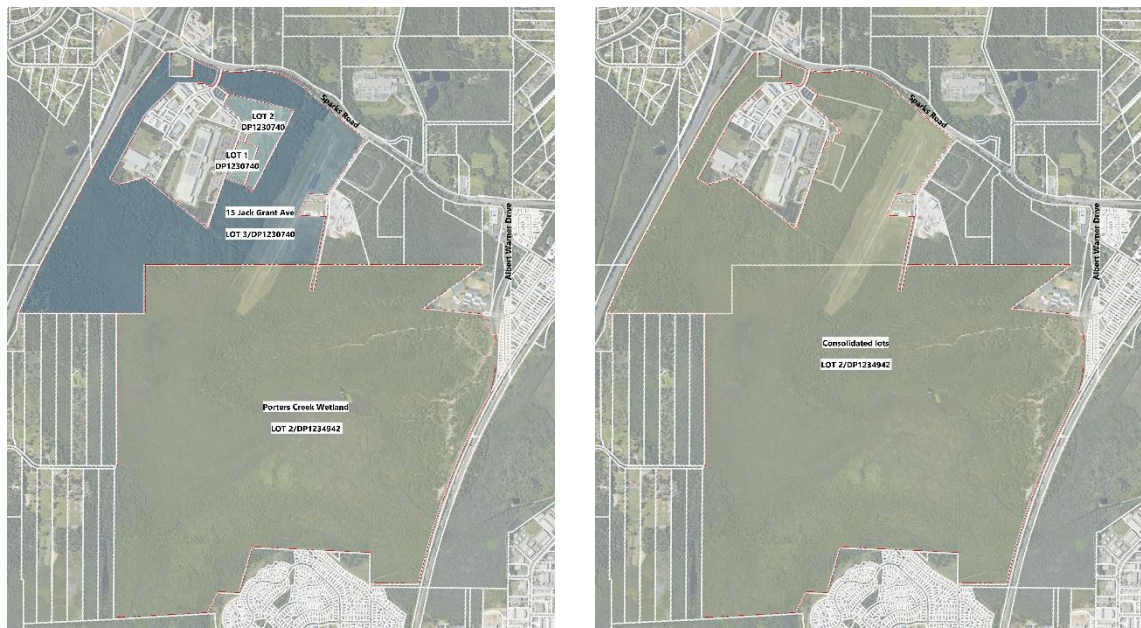 Sparks Road
LOT 2
DP1230740
LOT 1
DP1230740
15 Jack Grant Ave
LOT 3/DP1230740
Albert Warner Drive
Porters Creek Wetland
LOT 2/DP1234942
Sparks Road
Albert Warner Drive
Consolidated lots
LOT 2/DP1234942